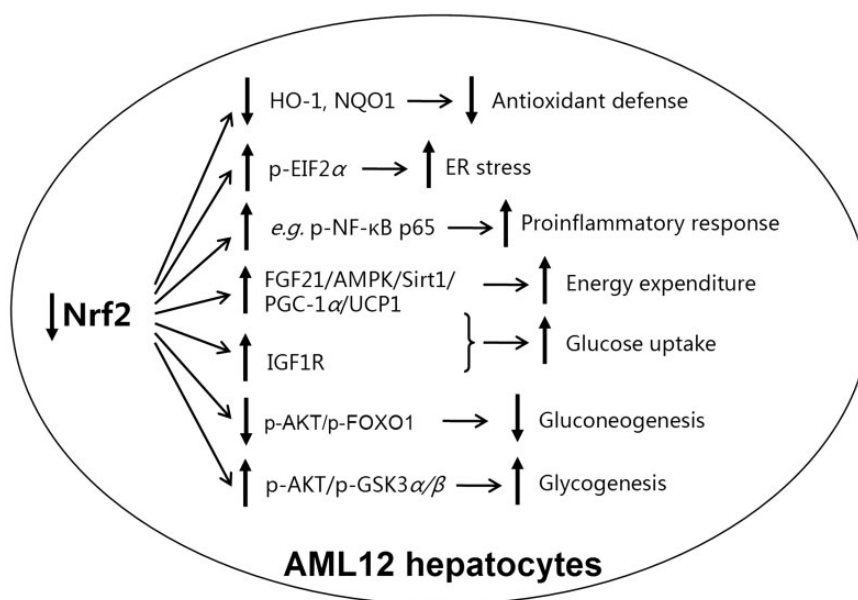 HO-1, NQO1 Antioxidant defense
p-EIF2α ER stress
e.g. p-NF-κB p65 Proinflammatory response
FGF21/AMPK/Sirt1/
PGC-1α/UCP1
Energy expenditure
Nrf2
IGF1R
Glucose uptake
p-AKT/p-FOXO1 Gluconeogenesis
p-AKT/p-GSK3α/β Glycogenesis
AML12 hepatocytes